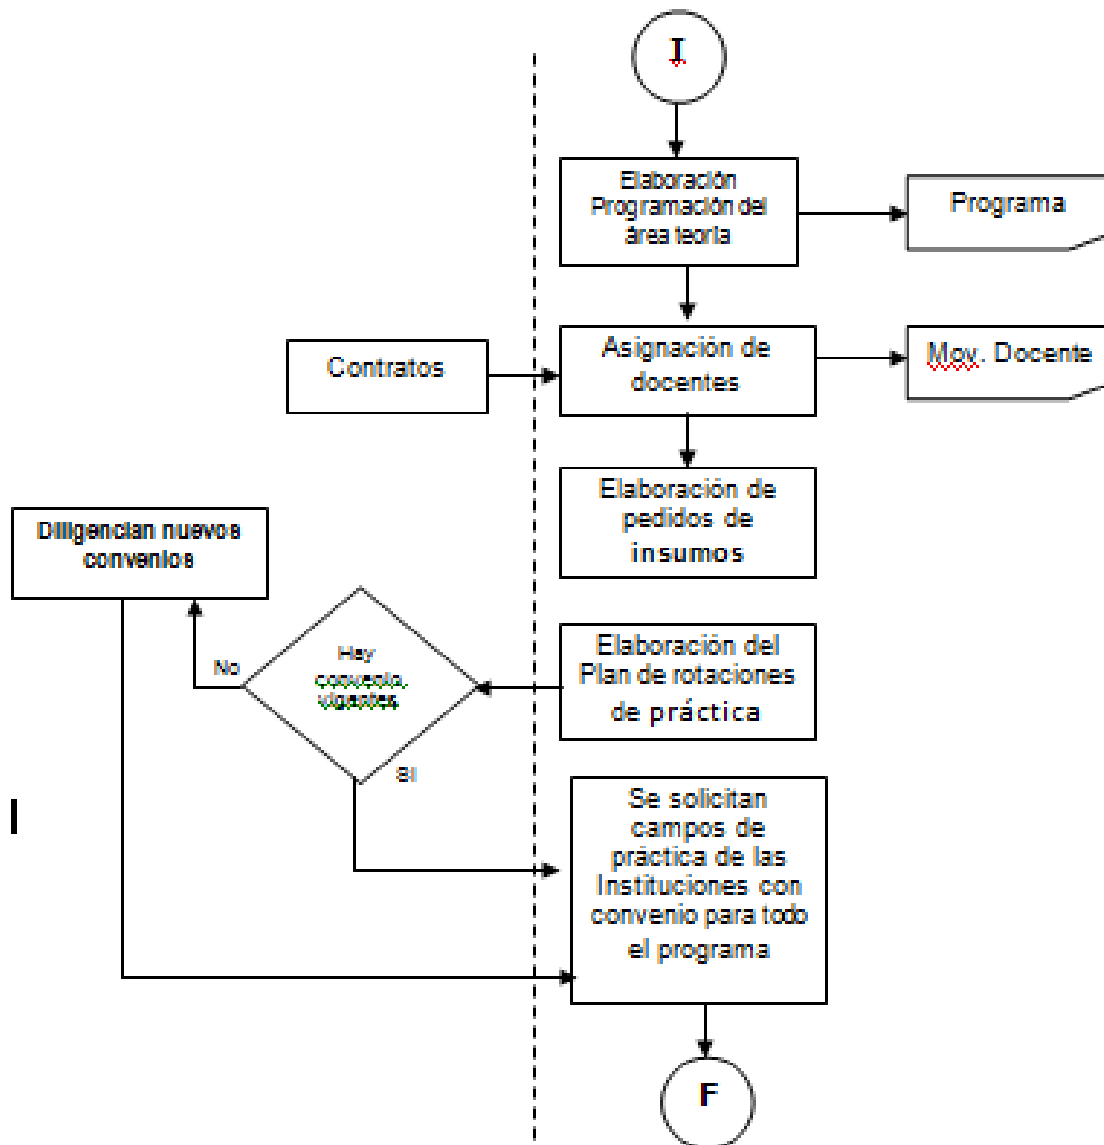 I
Elaboración
Programación del
área teoría
Programa
Contratos
Asignación de
docentes
Mov. Docente
Elaboración de
pedidos de
insumos
Diligencian nuevos
convenios
No
Hay
convenio,
vigentes
Elaboración del
Plan de rotaciones
de práctica
SI
Se solicitan
campos de
práctica de las
Instituciones con
convenio para todo
el programa
I
F